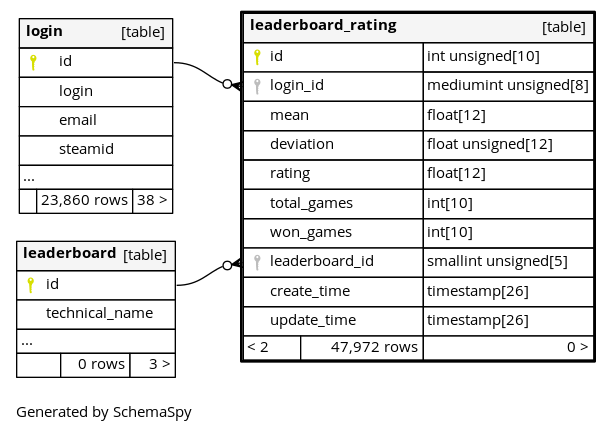 login [table]
id
login
email
steamid
...
23,860 rows 38 >
leaderboard [table]
id
technical_name
...
0 rows 3 >
leaderboard_rating [table]
id int unsigned[10]
login_id mediumint unsigned[8]
mean float[12]
deviation float unsigned[12]
rating float[12]
total_games int[10]
won_games int[10]
leaderboard_id smallint unsigned[5]
create_time timestamp[26]
update_time timestamp[26]
< 2 47,972 rows 0 >
Generated by SchemaSpy